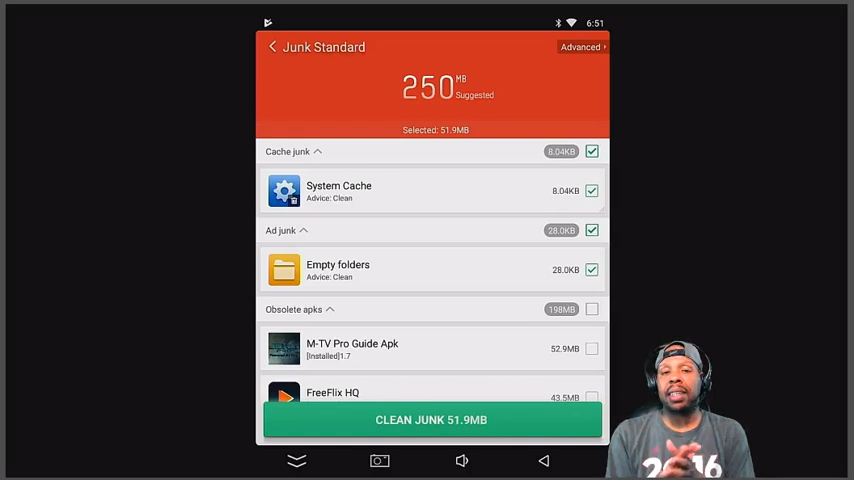 6:51
Junk Standard
Advanced
250 MB
Suggested
Selected: 51.9MB
Cache junk 8.04KB
System Cache
Advice: Clean
8.04KB
Ad junk 28.0KB
Empty folders
Advice: Clean
28.0KB
Obsolete apks 198MB
M-TV Pro Guide Apk
[Installed]1.7
52.9MB
FreeFlix HQ
43.5MB
CLEAN JUNK 51.9MB